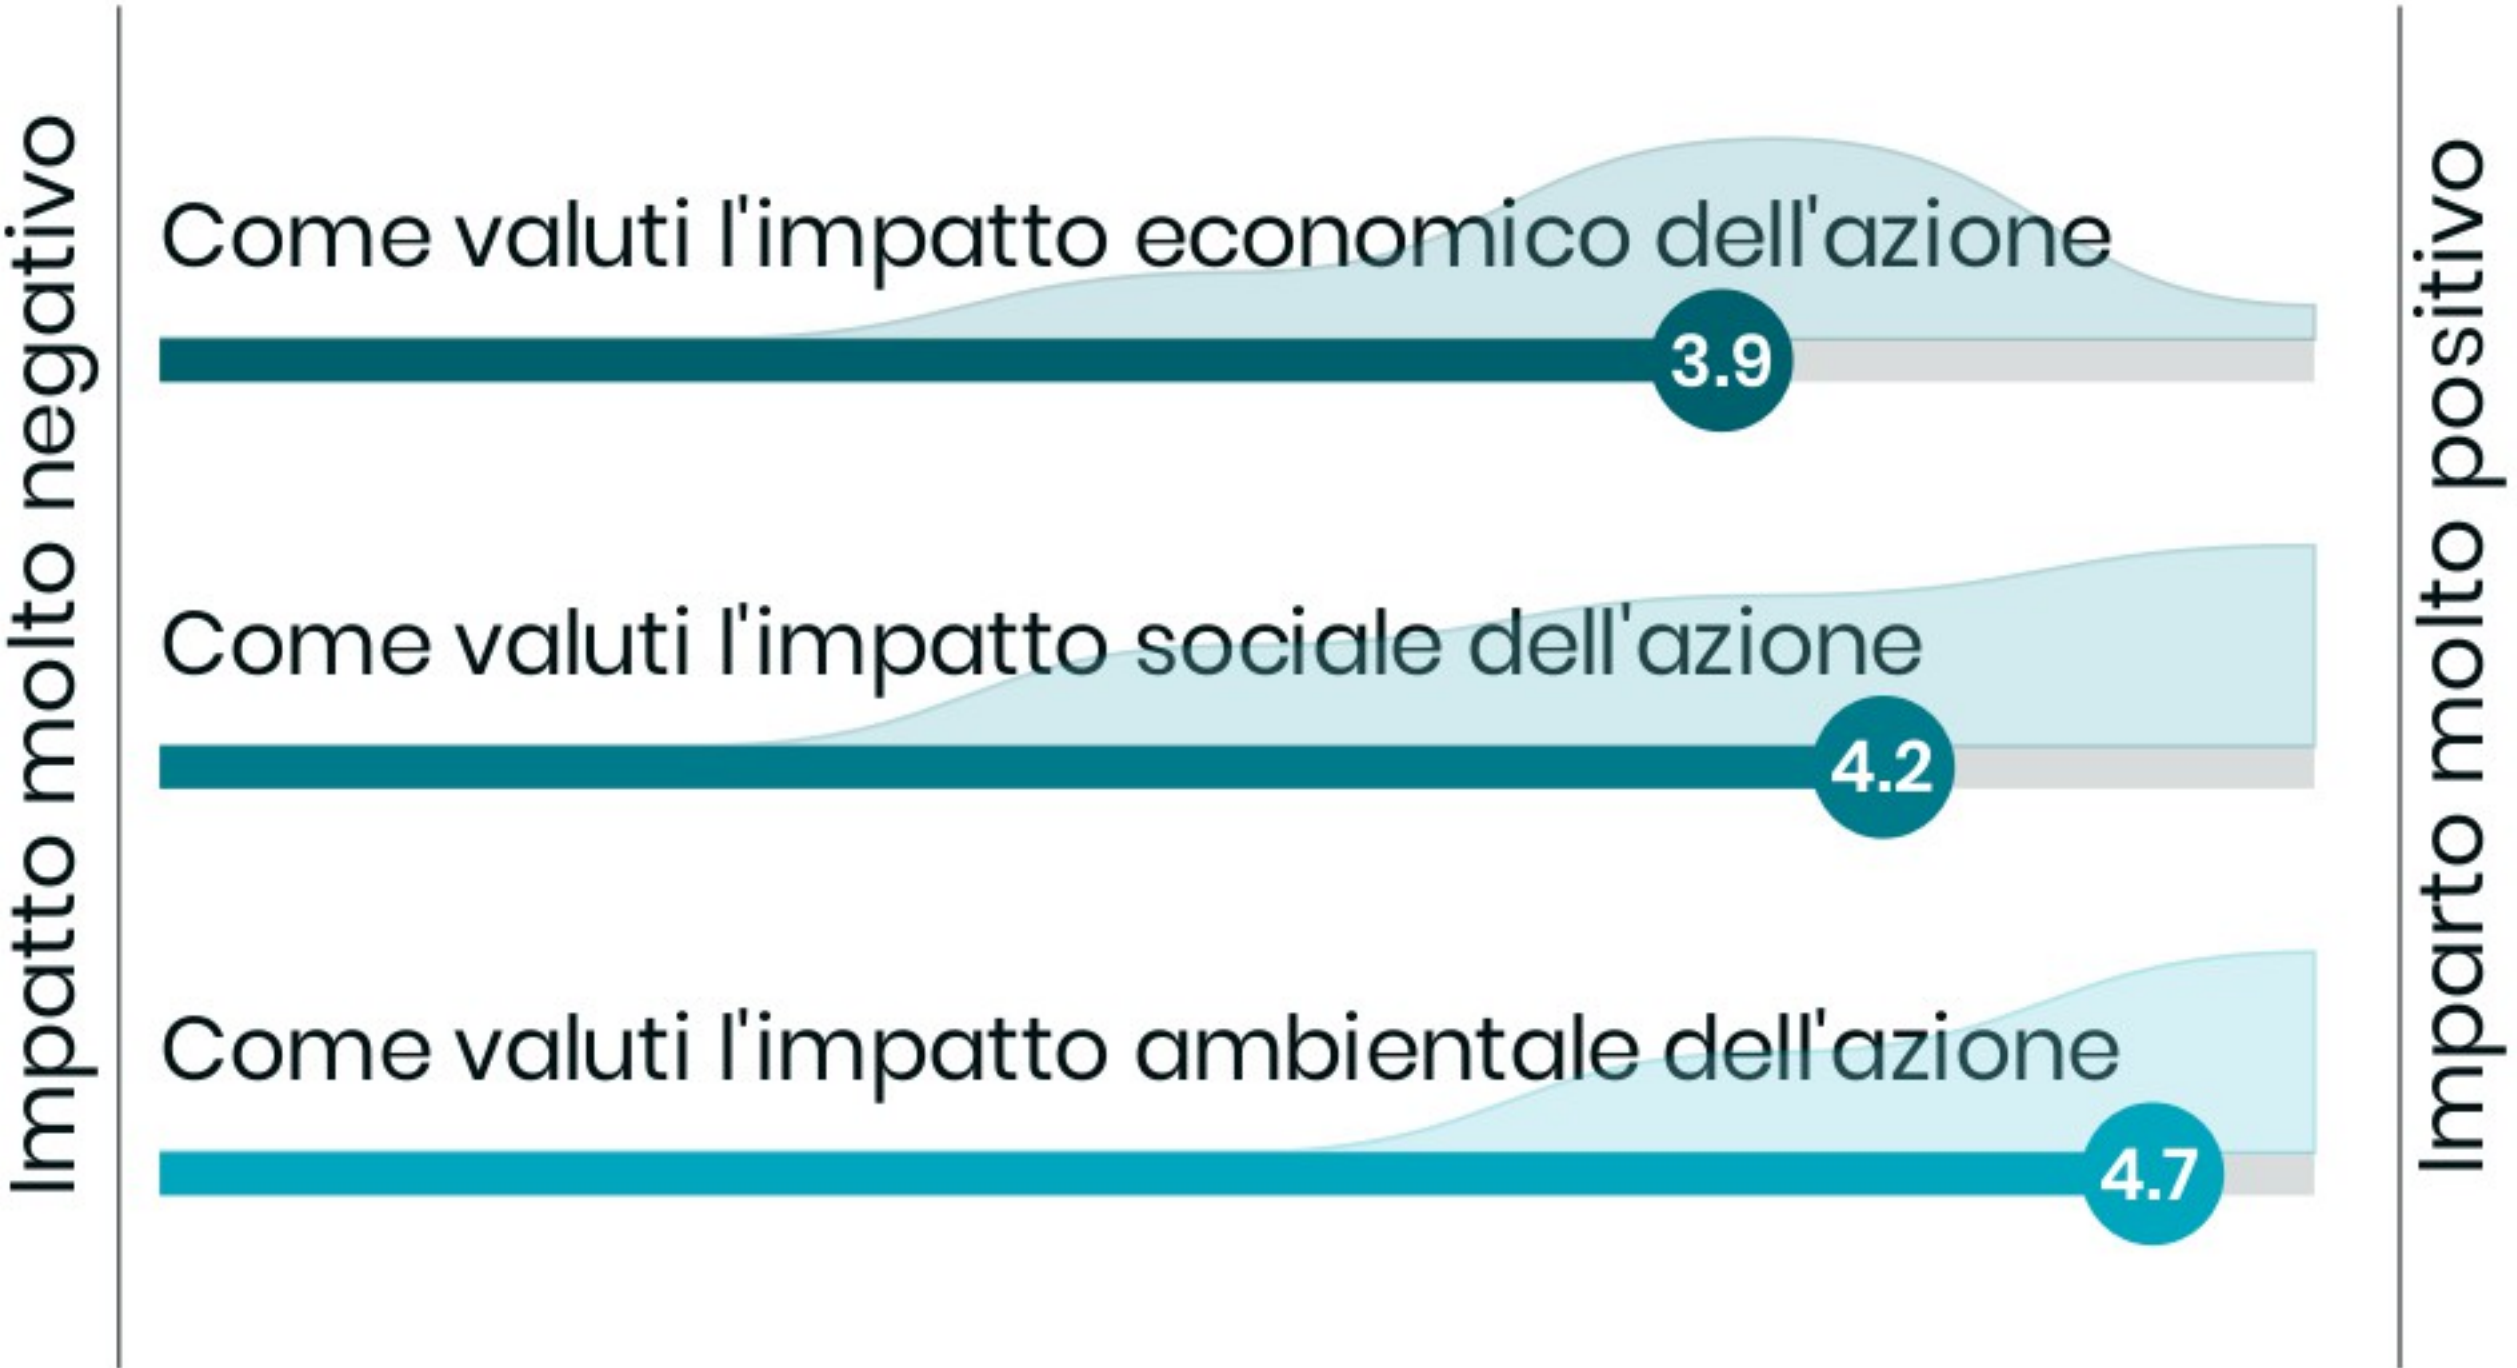 Impatto molto negativo
Come valuti l'impatto economico dell'azione
3.9
Come valuti l'impatto sociale dell'azione
4.2
Come valuti l'impatto ambientale dell'azione
4.7
Imparto molto positivo